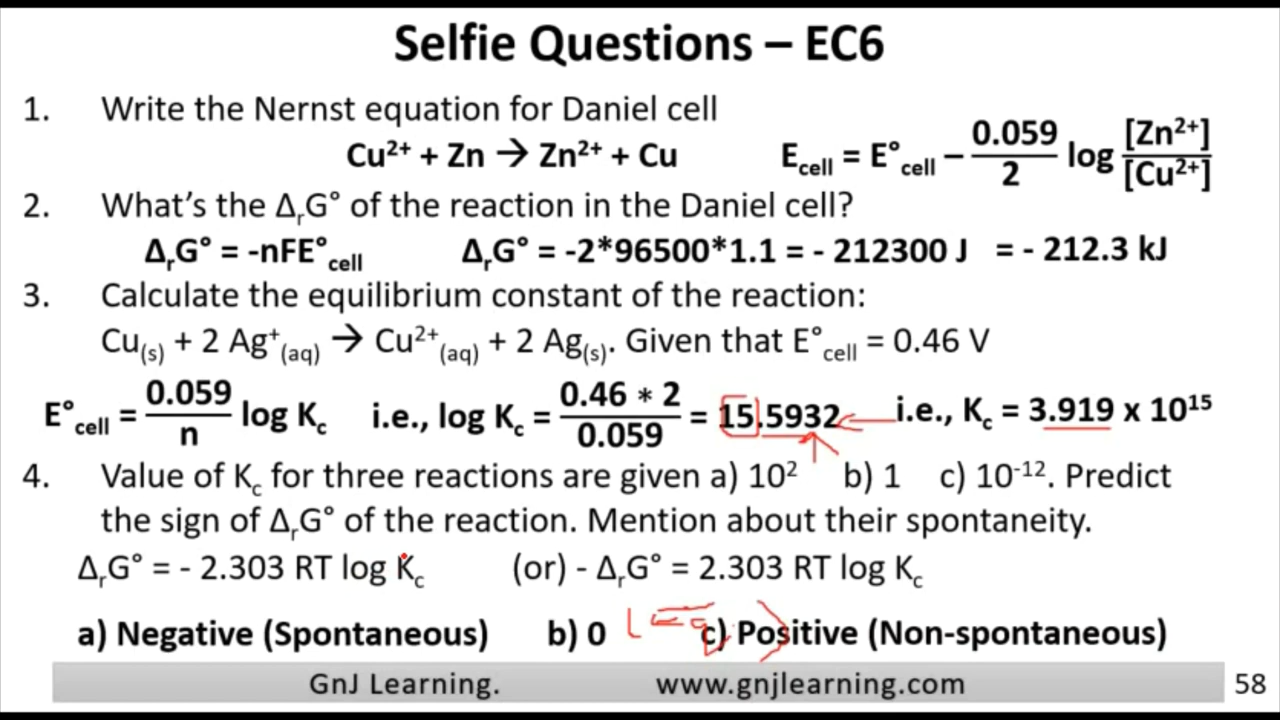 Selfie Questions – EC6
1. Write the Nernst equation for Daniel cell
Cu²⁺ + Zn → Zn²⁺ + Cu E_cell = E°_cell – 0.059/2 log [Zn²⁺]/[Cu²⁺]
2. What's the Δ_rG° of the reaction in the Daniel cell?
Δ_rG° = -nFE°_cell Δ_rG° = -2*96500*1.1 = - 212300 J = - 212.3 kJ
3. Calculate the equilibrium constant of the reaction:
Cu_(s) + 2 Ag⁺_(aq) → Cu²⁺_(aq) + 2 Ag_(s). Given that E°_cell = 0.46 V
E°_cell = 0.059/n log K_c i.e., log K_c = 0.46 * 2/0.059 = 15.5932 i.e., K_c = 3.919 x 10¹⁵
4. Value of K_c for three reactions are given a) 10² b) 1 c) 10⁻¹². Predict
the sign of Δ_rG° of the reaction. Mention about their spontaneity.
Δ_rG° = - 2.303 RT log K_c (or) - Δ_rG° = 2.303 RT log K_c
a) Negative (Spontaneous) b) 0 c) Positive (Non-spontaneous)
GnJ Learning. www.gnjlearning.com 58